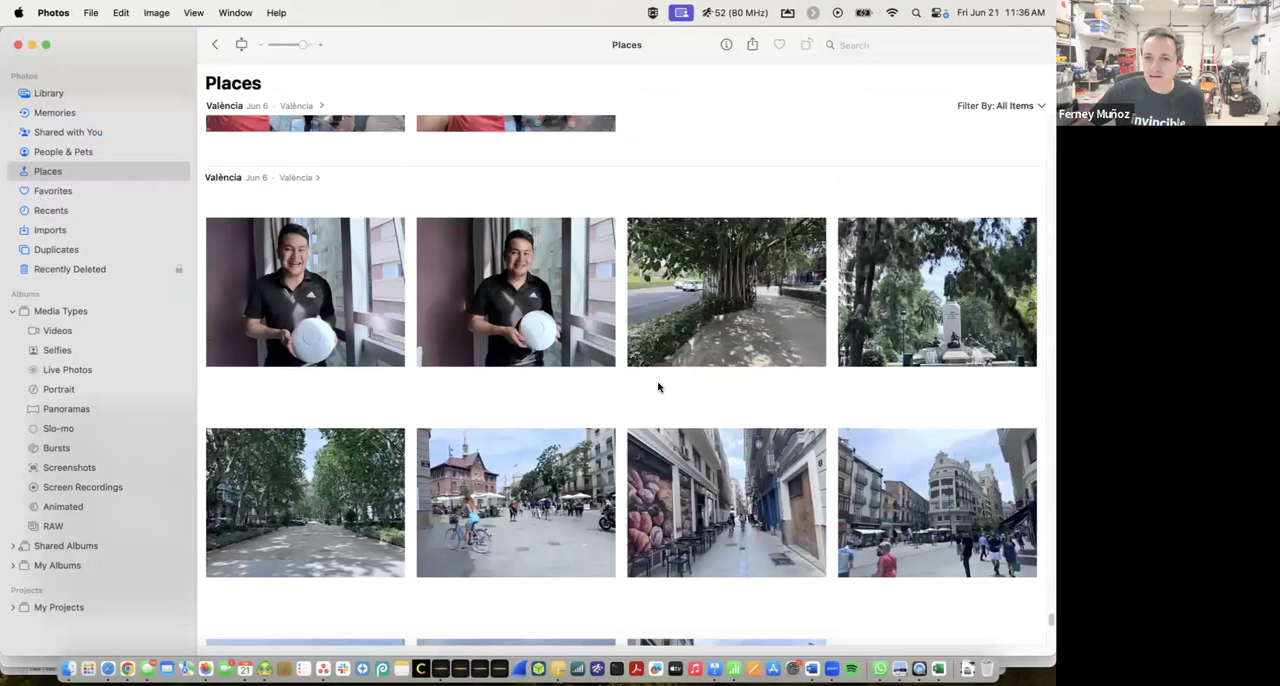 Photos File Edit Image View Window Help
52 (80 MHz)
Fri Jun 21 11:36 AM
Places
Search
Photos
Library
Memories
Shared with You
People & Pets
Places
Favorites
Recents
Imports
Duplicates
Recently Deleted
Albums
Media Types
Videos
Selfies
Live Photos
Portrait
Panoramas
Slo-mo
Bursts
Screenshots
Screen Recordings
Animated
RAW
Shared Albums
My Albums
Projects
My Projects
Places
València Jun 6 · València >
Filter By: All Items
València Jun 6 · València >
Ferney Muñoz
invincible